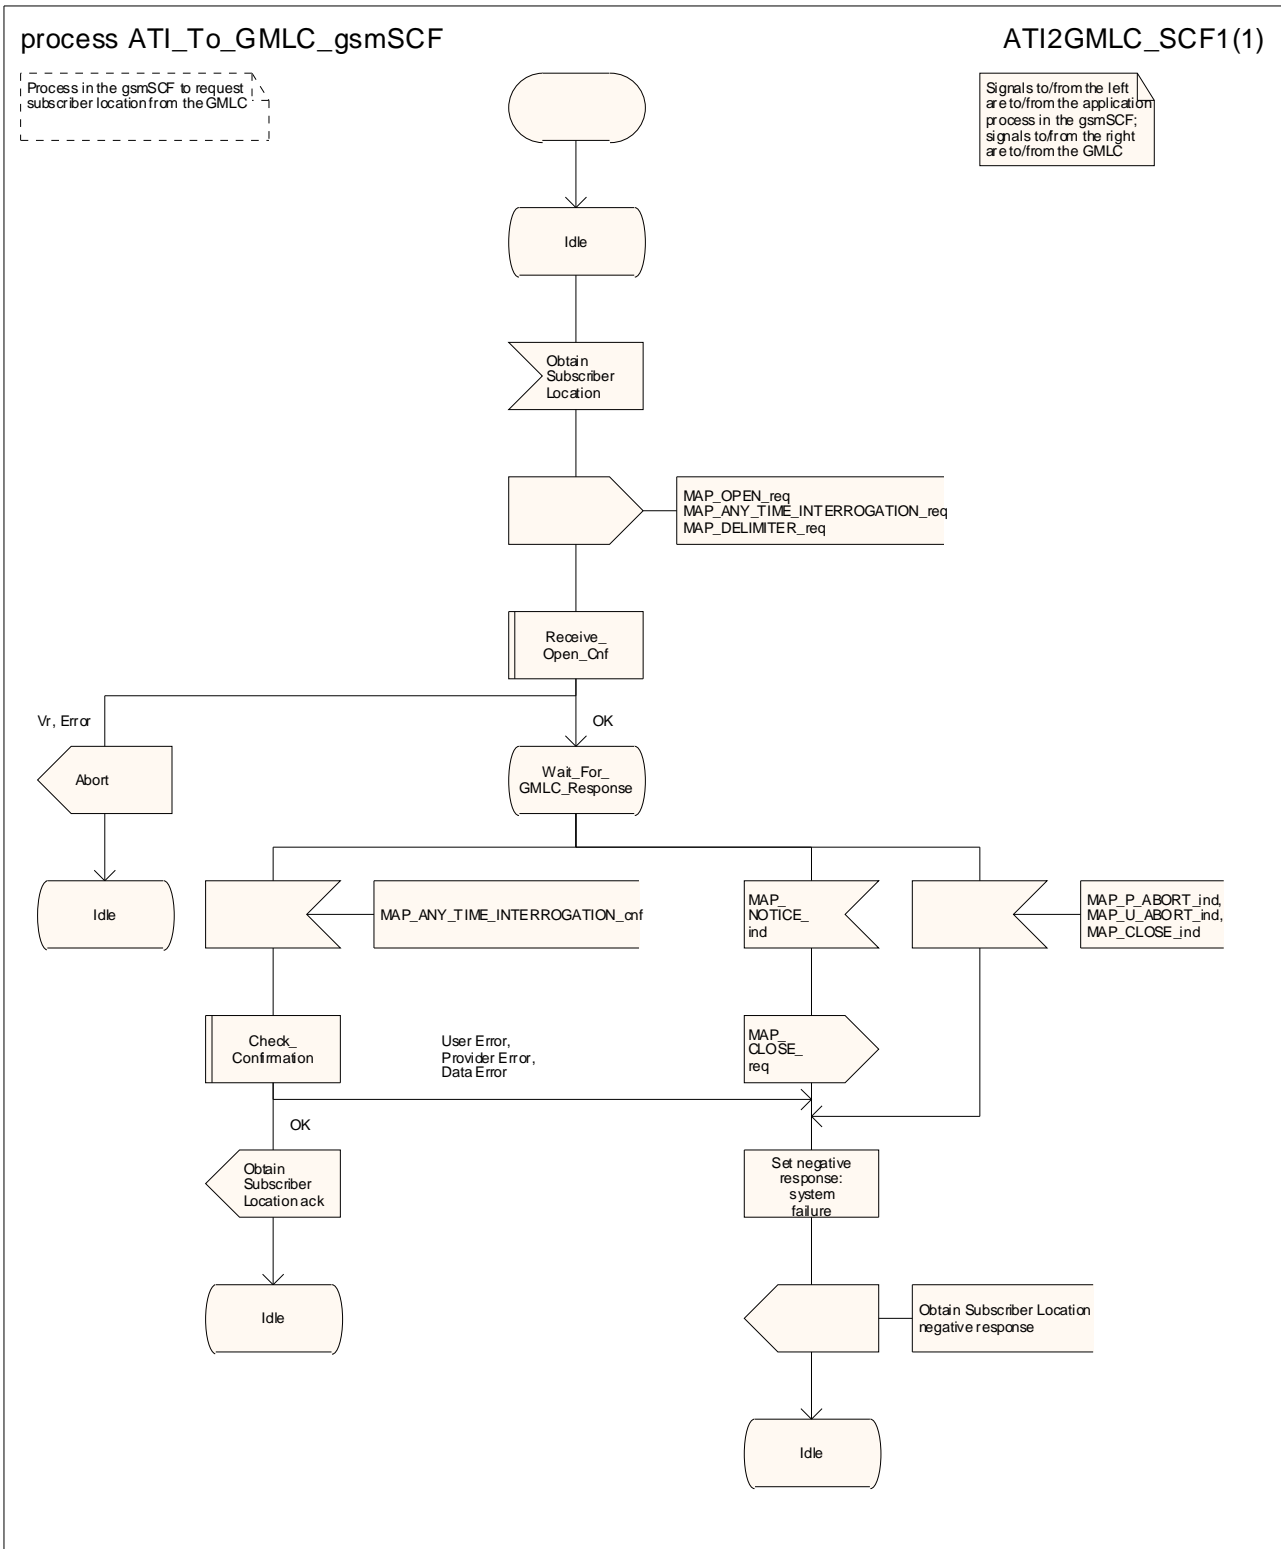 process ATI_To_GMLC_gsmSCF
ATI2GMLC_SCF1(1)
Process in the gsmSCF to request
subscriber location from the GMLC
Signals to/from the left
are to/from the application
process in the gsmSCF;
signals to/from the right
are to/from the GMLC
Idle
Obtain
Subscriber
Location
MAP_OPEN_req
MAP_ANY_TIME_INTERROGATION_req
MAP_DELIMITER_req
Receive_
Open_Cnf
Vr, Error
OK
Abort
Wait_For_
GMLC_Response
Idle
MAP_ANY_TIME_INTERROGATION_cnf
MAP_
NOTICE_
ind
MAP_P_ABORT_ind,
MAP_U_ABORT_ind,
MAP_CLOSE_ind
Check_
Confirmation
User Error,
Provider Error,
Data Error
MAP_
CLOSE_
req
OK
Obtain
Subscriber
Location ack
Set negative
response:
system
failure
Idle
Obtain Subscriber Location
negative response
Idle